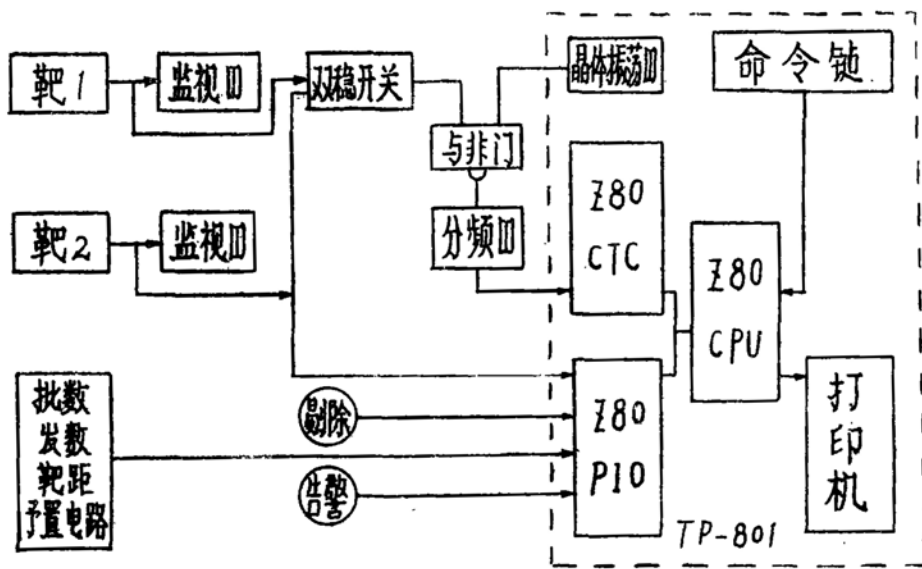 靶1
监视器
双稳开关
晶体振荡器
命令键
与非门
靶2
监视器
分频器
Z80
CTC
Z80
CPU
批数
发数
靶距
予置电路
剔除
告警
Z80
PIO
打
印
机
TP-801